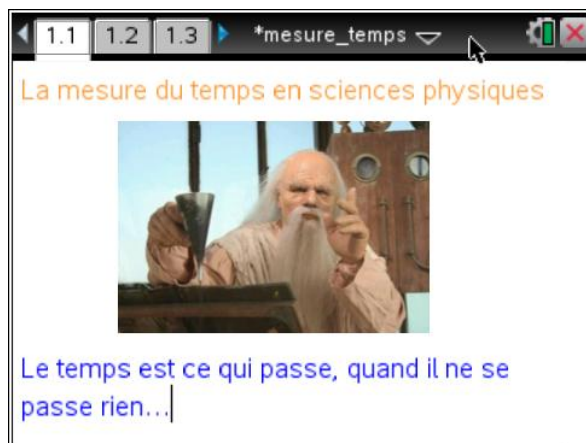 1.1 1.2 1.3 *mesure_temps
La mesure du temps en sciences physiques
Le temps est ce qui passe, quand il ne se
passe rien...